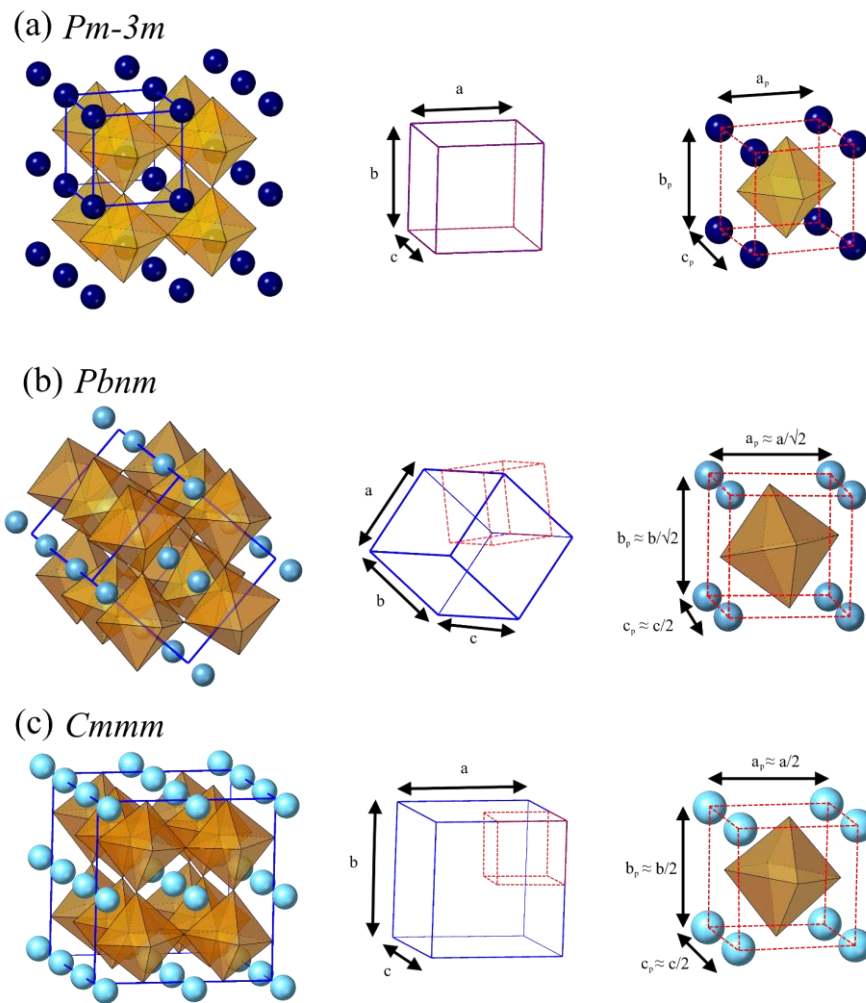 (a) Pm-3m
a
b
c
aₚ
bₚ
cₚ
(b) Pbnm
a
b
c
aₚ ≈ a/√2
bₚ ≈ b/√2
cₚ ≈ c/2
(c) Cmmm
a
b
c
aₚ ≈ a/2
bₚ ≈ b/2
cₚ ≈ c/2